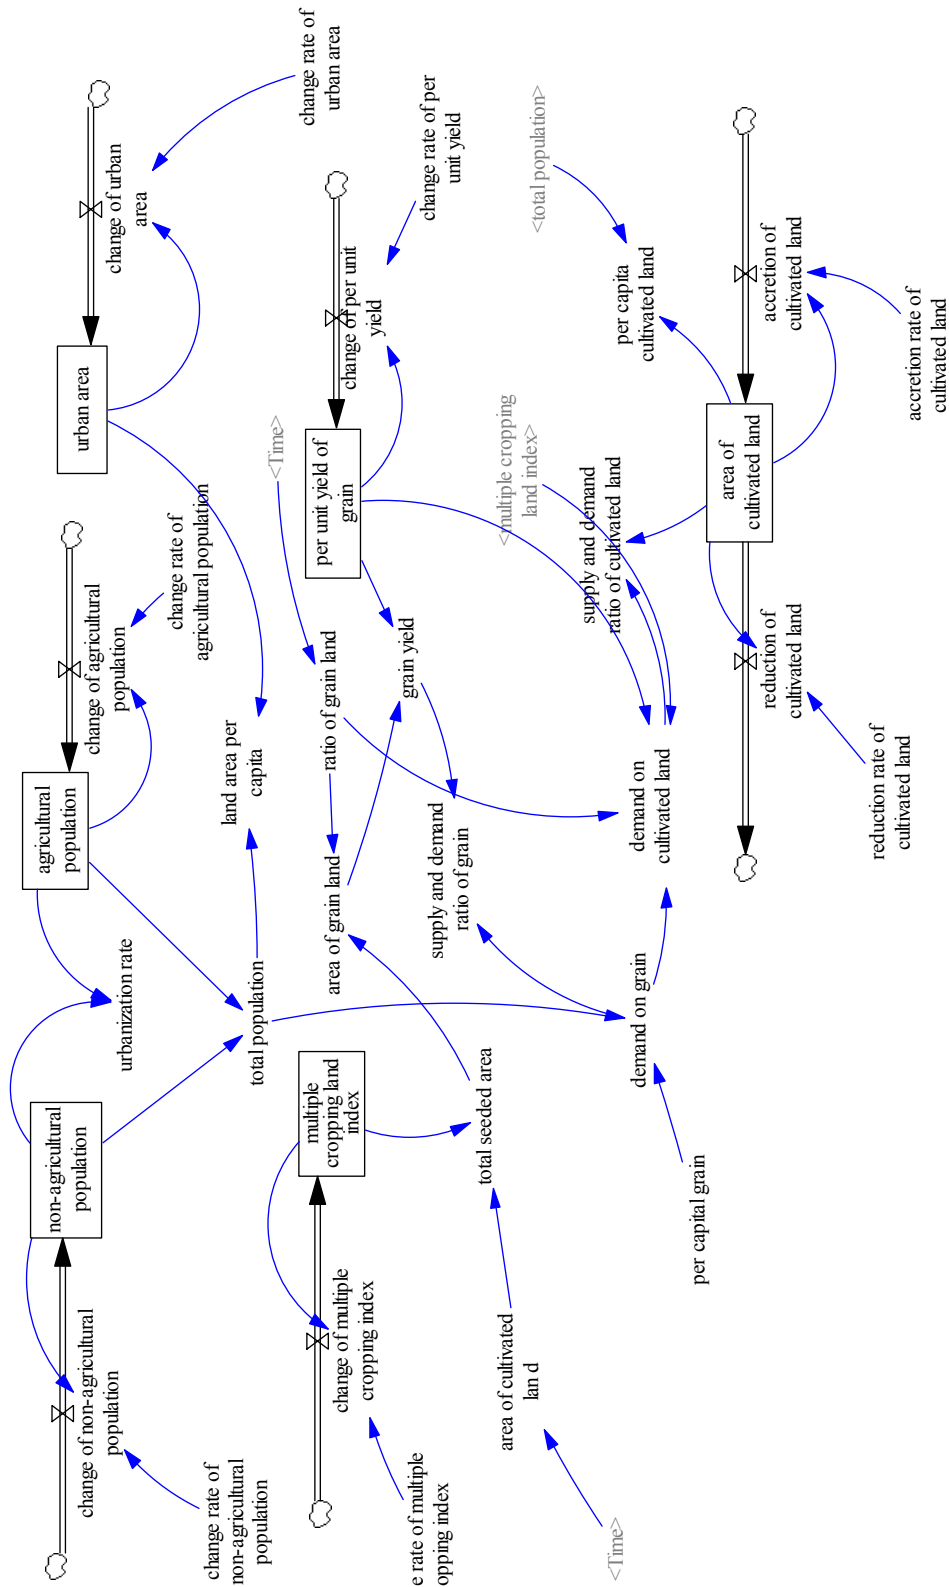 change of non-agricultural
population
change rate of
non-agricultural
population
non-agricultural
population
urbanization rate
agricultural
population
change of agricultural
population
change rate of
agricultural population
urban area
change of urban
area
change rate of
urban area
total population
land area per
capita
<Time>
e rate of multiple
opping index
change of multiple
cropping index
multiple
cropping land
index
area of grain land
ratio of grain land
per unit yield of
grain
change of per unit
yield
change rate of per
unit yield
grain yield
supply and demand
ratio of grain
total seeded area
area of cultivated
lan d
<Time>
per capital grain
demand on grain
demand on
cultivated land
<multiple cropping
land index>
supply and demand
ratio of cultivated land
<total population>
per capita
cultivated land
area of
cultivated land
reduction of
cultivated land
reduction rate of
cultivated land
accretion of
cultivated land
accretion rate of
cultivated land